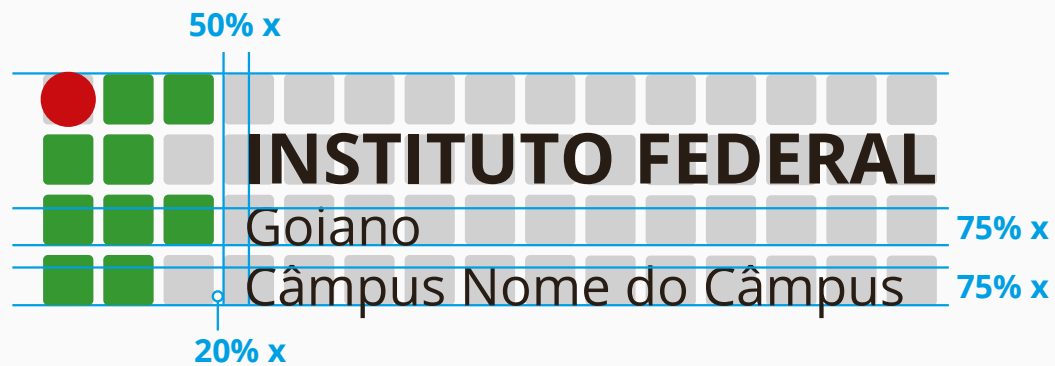 50% x
INSTITUTO FEDERAL
Goiano
75% x
Câmpus Nome do Câmpus
75% x
20% x